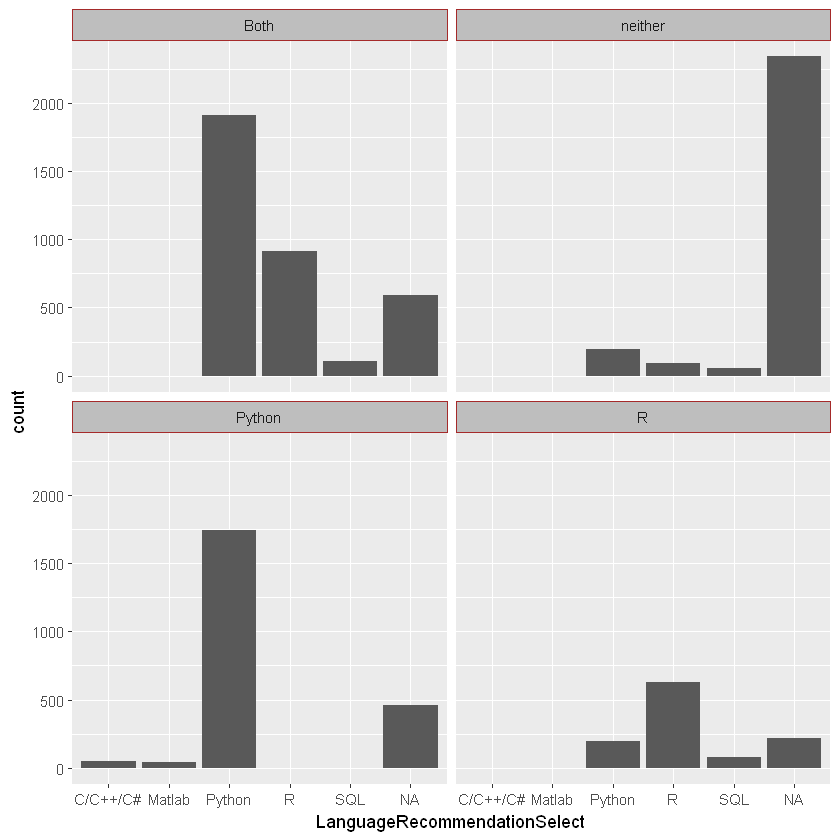 Both neither
2000
1500
1000
500
0
count
Python R
2000
1500
1000
500
0
C/C++/C# Matlab Python R SQL NA C/C++/C# Matlab Python R SQL NA
LanguageRecommendationSelect